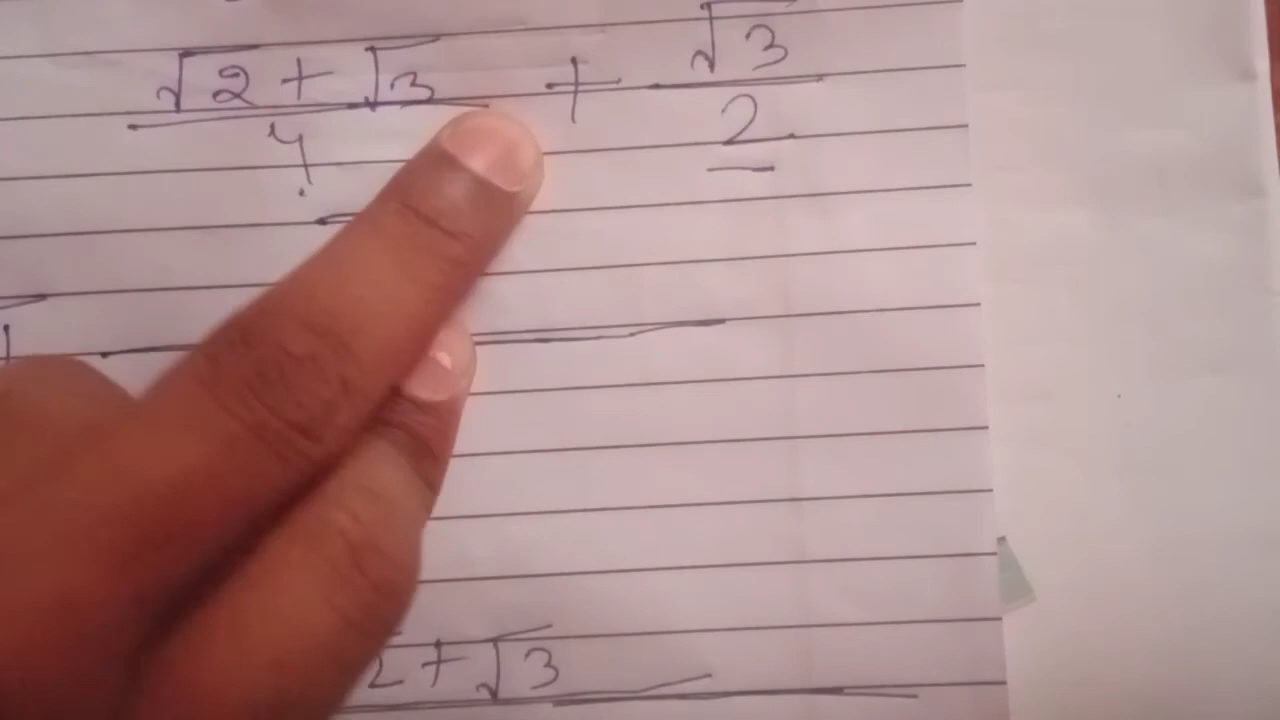 √2 + √3 + √3
4 2
2 + √3